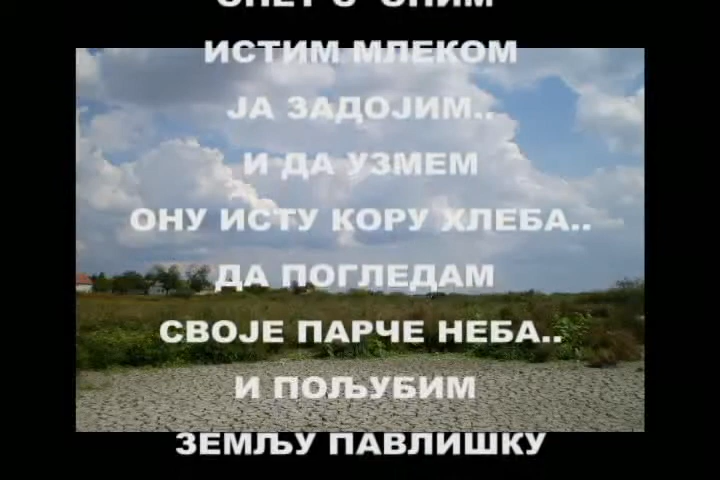 ИСТИМ МЛЕКОМ
ЈА ЗАДОЈИМ..
И ДА УЗМЕМ
ОНУ ИСТУ КОРУ ХЛЕБА..
ДА ПОГЛЕДАМ
СВОЈЕ ПАРЧЕ НЕБА..
И ПОЉУБИМ
ЗЕМЉУ ПАВЛИШКУ